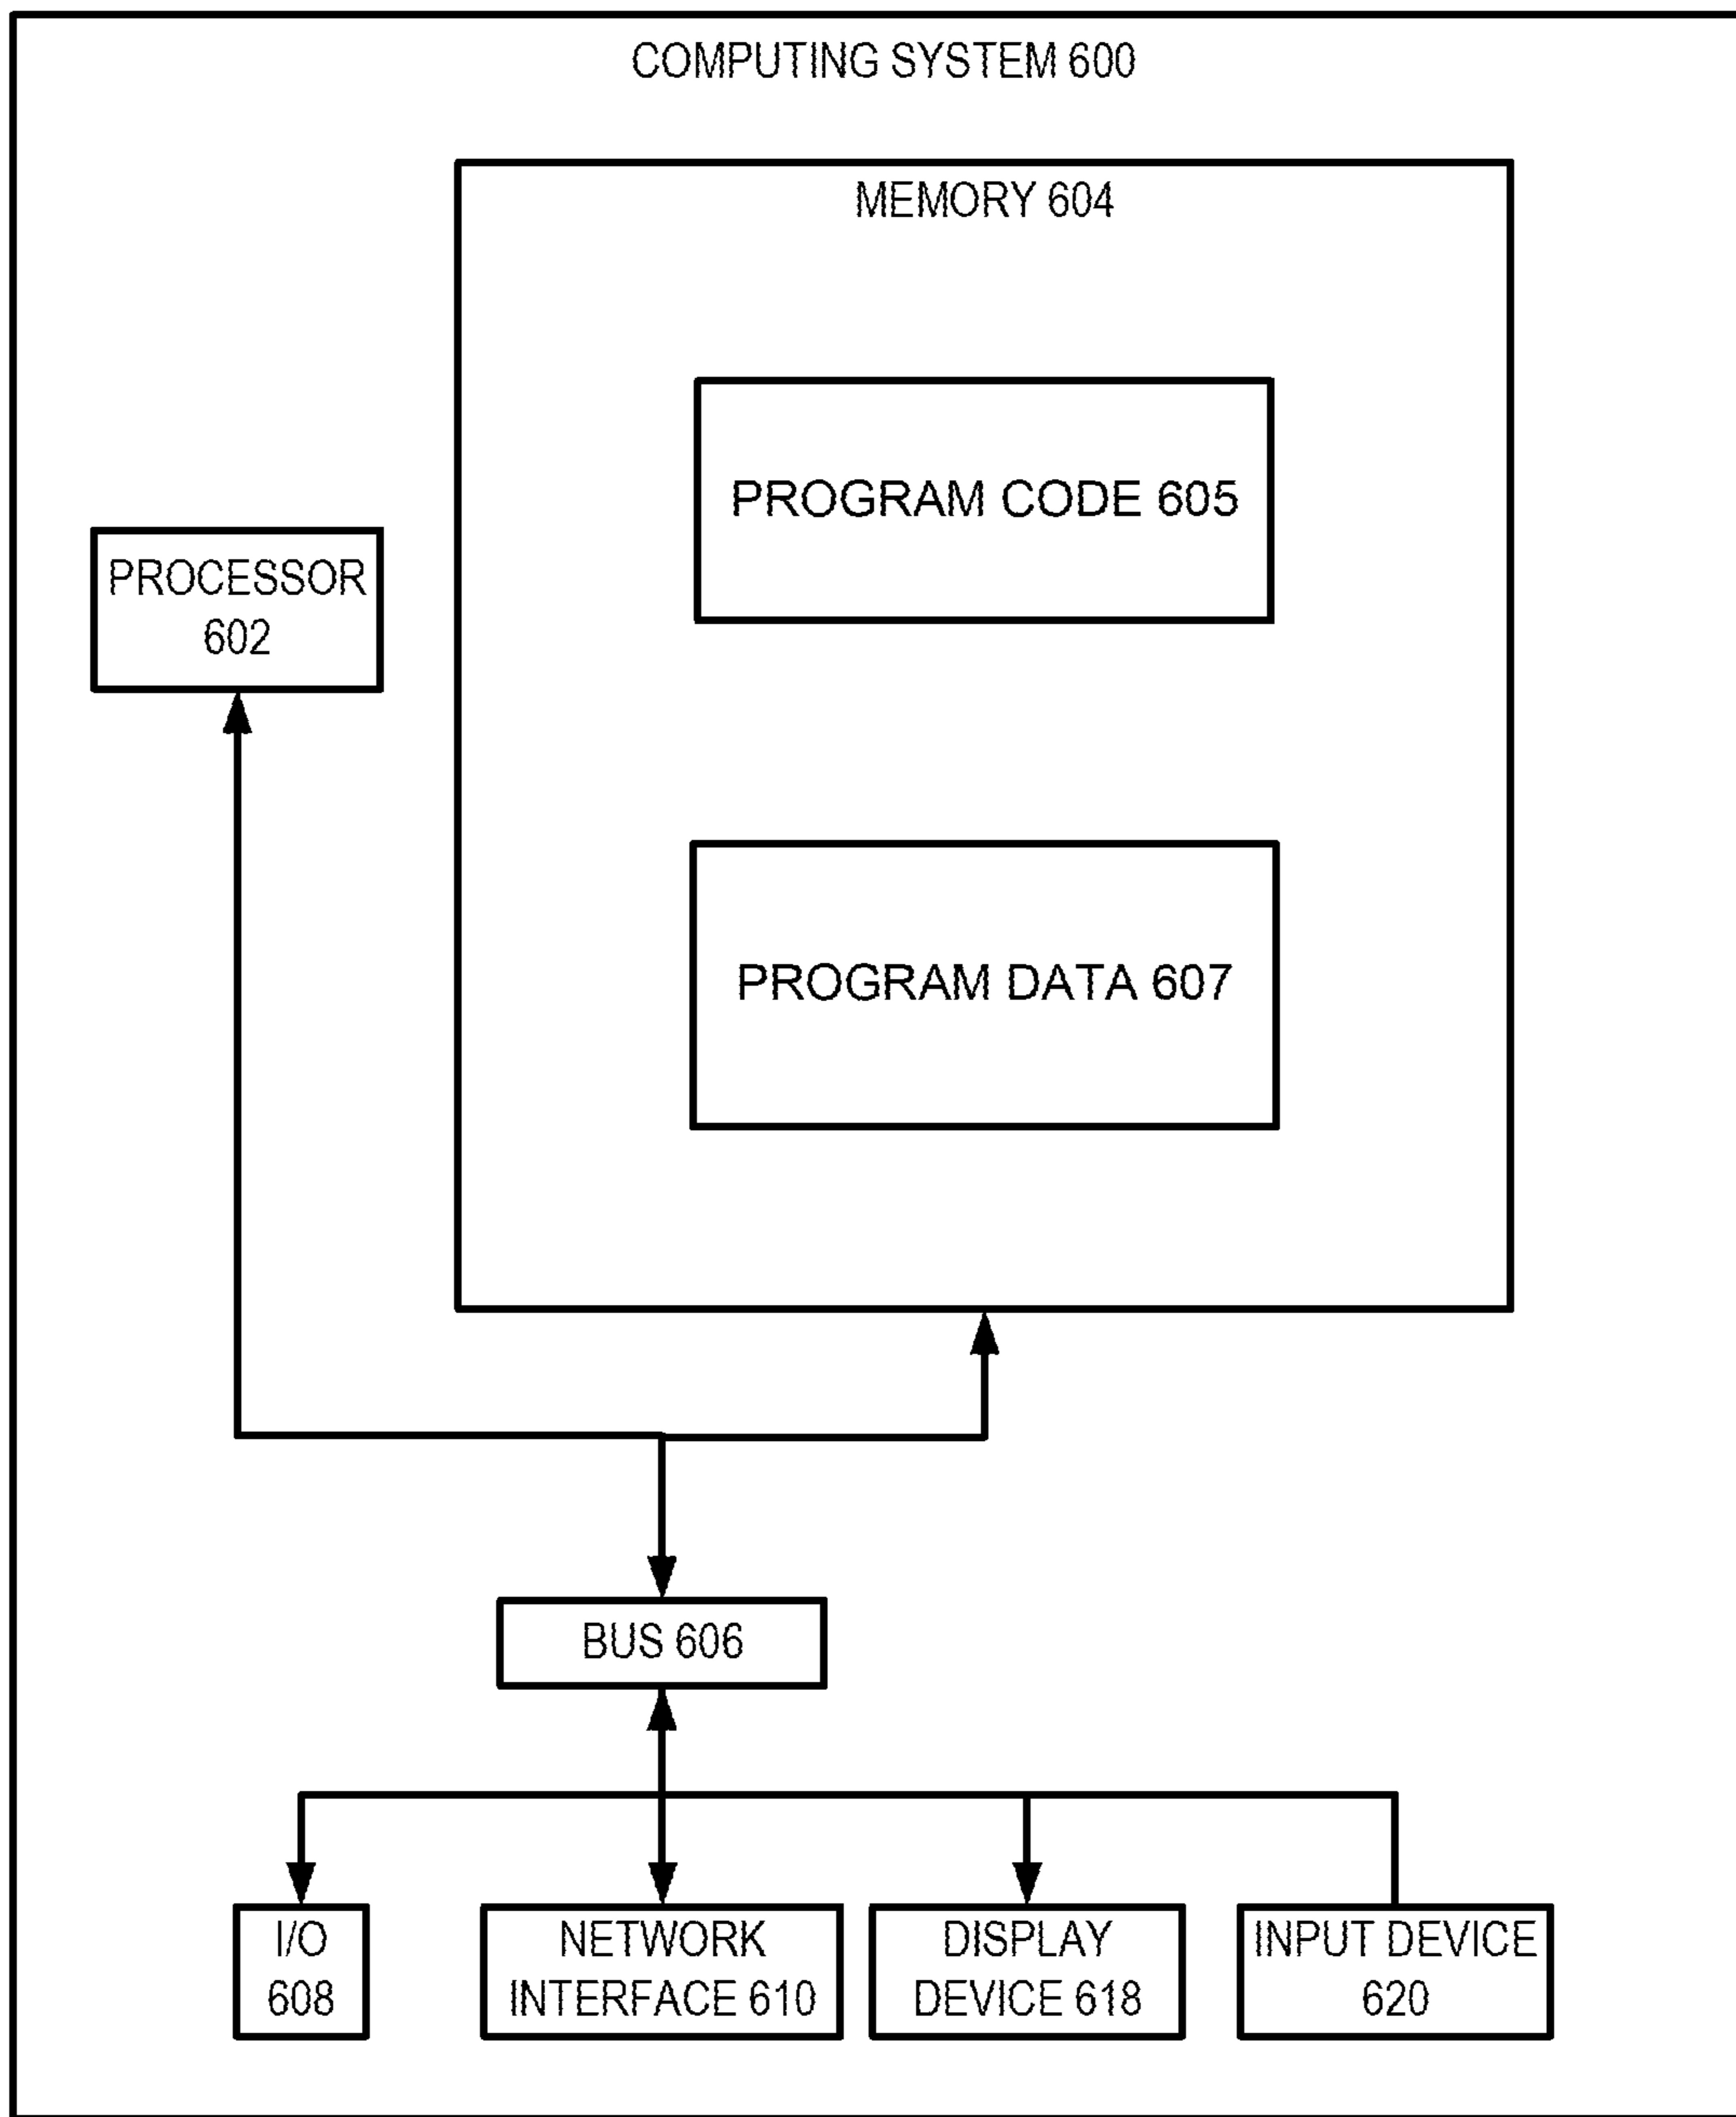 COMPUTING SYSTEM 600
MEMORY 604
PROGRAM CODE 605
PROCESSOR
602
PROGRAM DATA 607
BUS 606
I/O
608
NETWORK
INTERFACE 610
DISPLAY
DEVICE 618
INPUT DEVICE
620